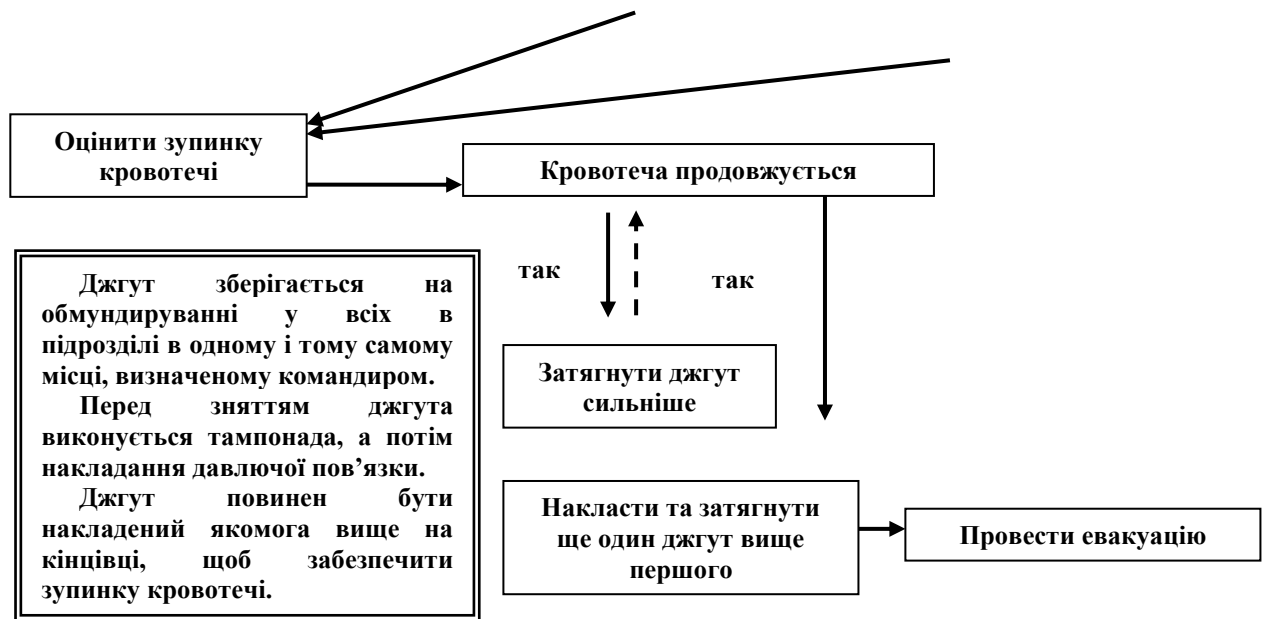 Оцінити зупинку
кровотечі
Кровотеча продовжується
так
так
Джгут зберігається на
обмундируванні у всіх в
підрозділі в одному і тому самому
місці, визначеному командиром.
Перед зняттям джгута
виконується тампонада, а потім
накладання давлючої пов’язки.
Джгут повинен бути
накладений якомога вище на
кінцівці, щоб забезпечити
зупинку кровотечі.
Затягнути джгут
сильніше
Накласти та затягнути
ще один джгут вище
першого
Провести евакуацію